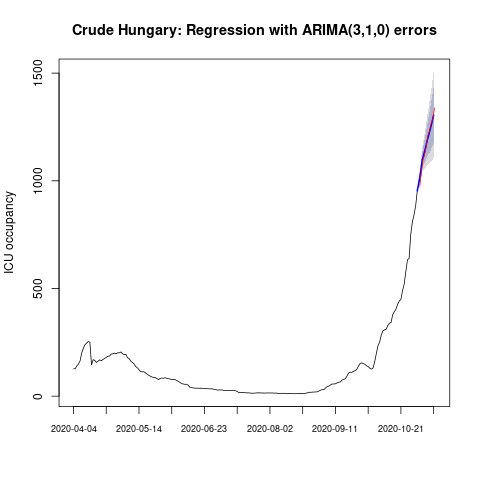 Crude Hungary: Regression with ARIMA(3,1,0) errors
ICU occupancy
1500
1000
500
0
2020-04-04 2020-05-14 2020-06-23 2020-08-02 2020-09-11 2020-10-21